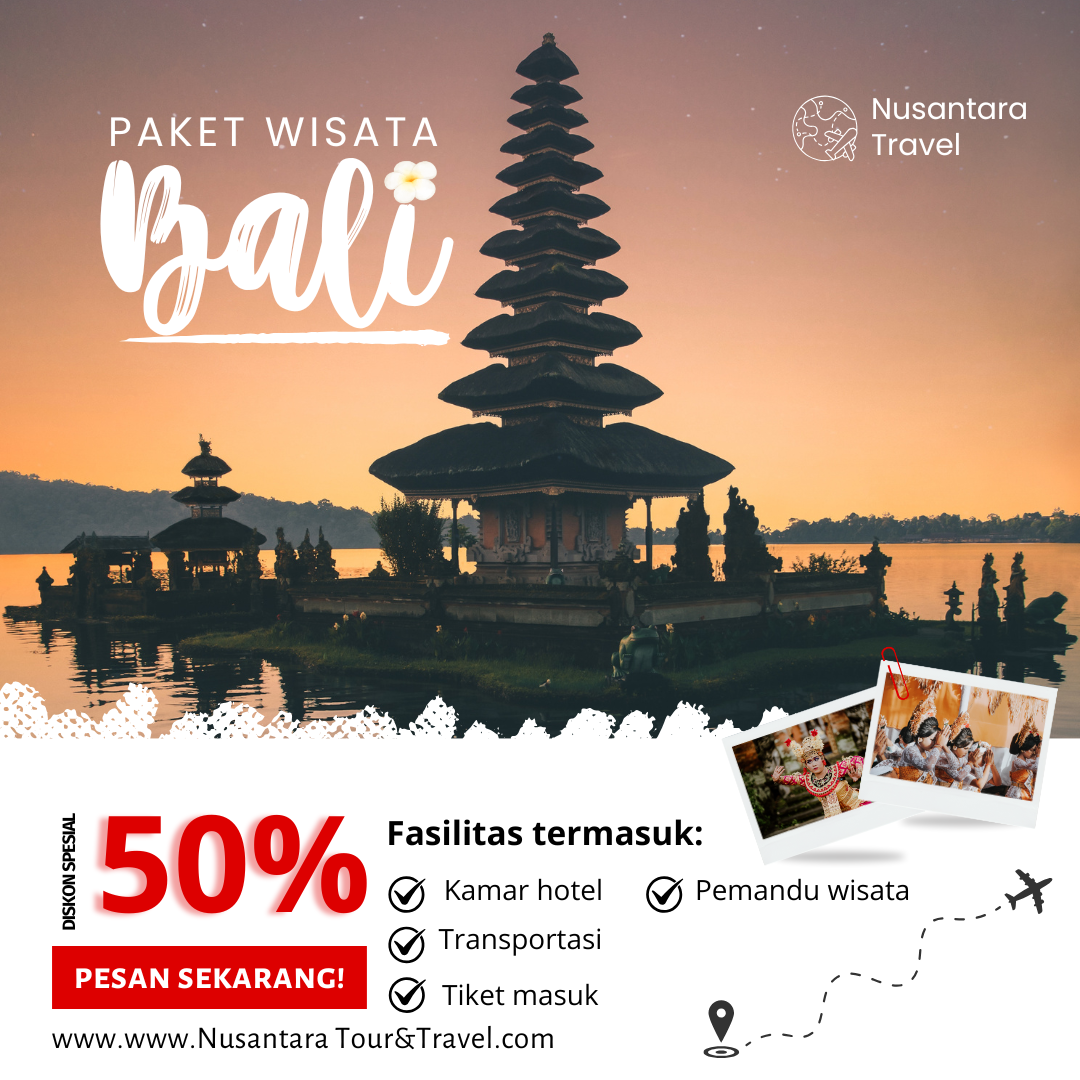 PAKET WISATA
Bali
Nusantara
Travel
DISKON SPESIAL
50%
PESAN SEKARANG!
www.www.Nusantara Tour&Travel.com
Fasilitas termasuk:
Kamar hotel
Transportasi
Tiket masuk
Pemandu wisata